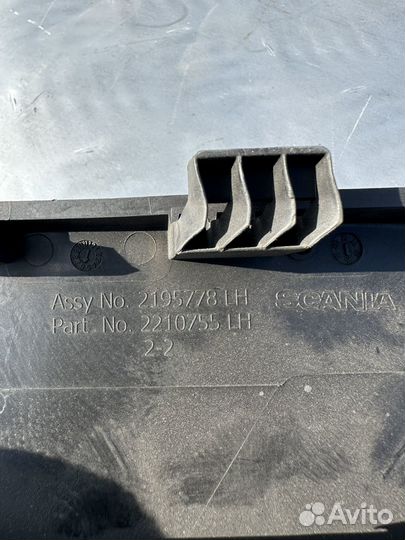 Assy No. 2195778 LH SCANIA
Part. No. 2210755 LH
2-2
Avito